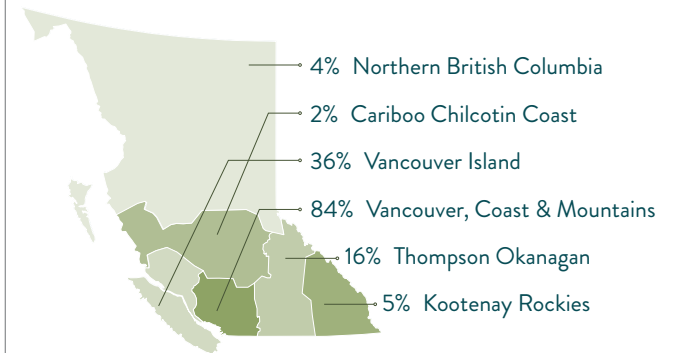 4% Northern British Columbia
2% Cariboo Chilcotin Coast
36% Vancouver Island
84% Vancouver, Coast & Mountains
16% Thompson Okanagan
5% Kootenay Rockies